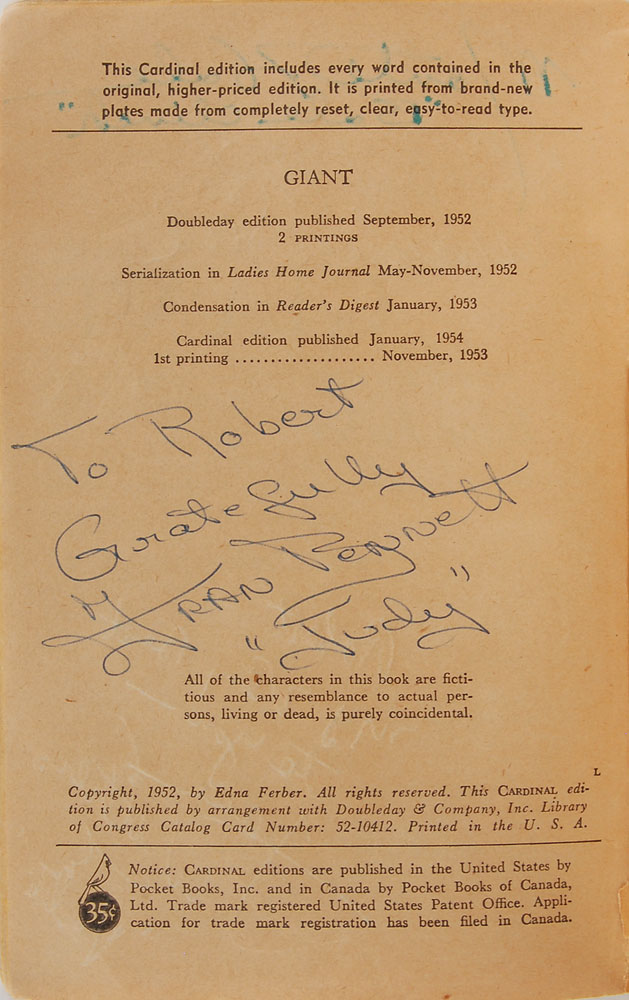 This Cardinal edition includes every word contained in the
original, higher-priced edition. It is printed from brand-new
plates made from completely reset, clear, easy-to-read type.
GIANT
Doubleday edition published September, 1952
2 PRINTINGS
Serialization in Ladies Home Journal May-November, 1952
Condensation in Reader's Digest January, 1953
Cardinal edition published January, 1954
1st printing .................... November, 1953
To Robert
Gratefully
Fran Bennett
"Judy"
All of the characters in this book are ficti-
tious and any resemblance to actual per-
sons, living or dead, is purely coincidental.
L
Copyright, 1952, by Edna Ferber. All rights reserved. This CARDINAL edi-
tion is published by arrangement with Doubleday & Company, Inc. Library
of Congress Catalog Card Number: 52-10412. Printed in the U. S. A.
35¢
Notice: CARDINAL editions are published in the United States by
Pocket Books, Inc. and in Canada by Pocket Books of Canada,
Ltd. Trade mark registered United States Patent Office. Appli-
cation for trade mark registration has been filed in Canada.